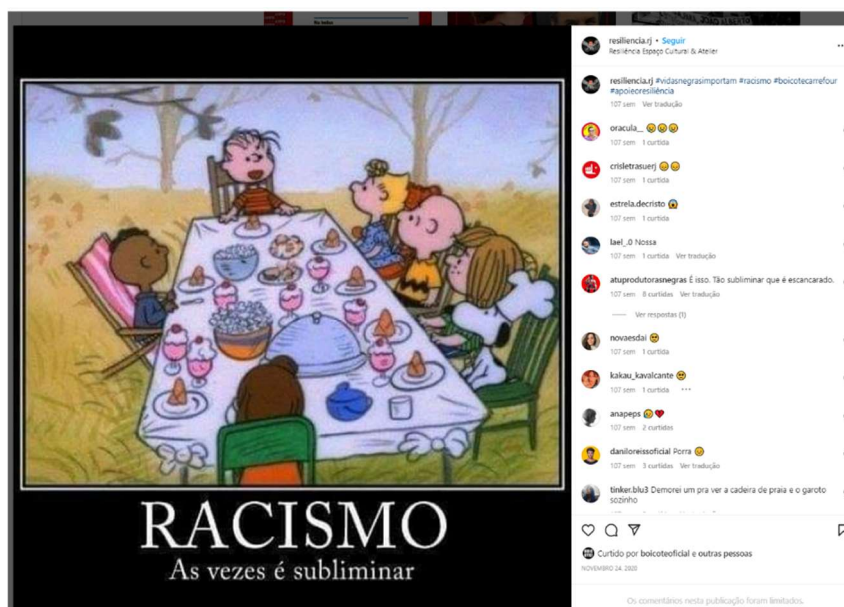 resiliencia.rj • Seguir
Resiliência Espaço Cultural & Atelier
resiliencia.rj #vidasnegrasimportam #racismo #boicotecarrefour
#apoieoresiliência
107 sem Ver tradução
oracula__
107 sem 1 curtida
crisletrasuerj
107 sem 1 curtida
estrela.decristo
107 sem 1 curtida
lael_.0 Nossa
107 sem 1 curtida Ver tradução
atuprodutorasnegras É isso. Tão subliminar que é escancarado.
107 sem 8 curtidas Ver tradução
Ver respostas (1)
novaesdai
107 sem 1 curtida
kakau_kavalcante
107 sem 1 curtida
anapeps
107 sem 2 curtidas
daniloreissoficial Porra
107 sem 3 curtidas Ver tradução
tinker.blu3 Demorei um pra ver a cadeira de praia e o garoto
sozinho
Curtido por boicoteoficial e outras pessoas
NOVEMBRO 24, 2020
Os comentários nesta publicação foram limitados.
RACISMO
As vezes é subliminar